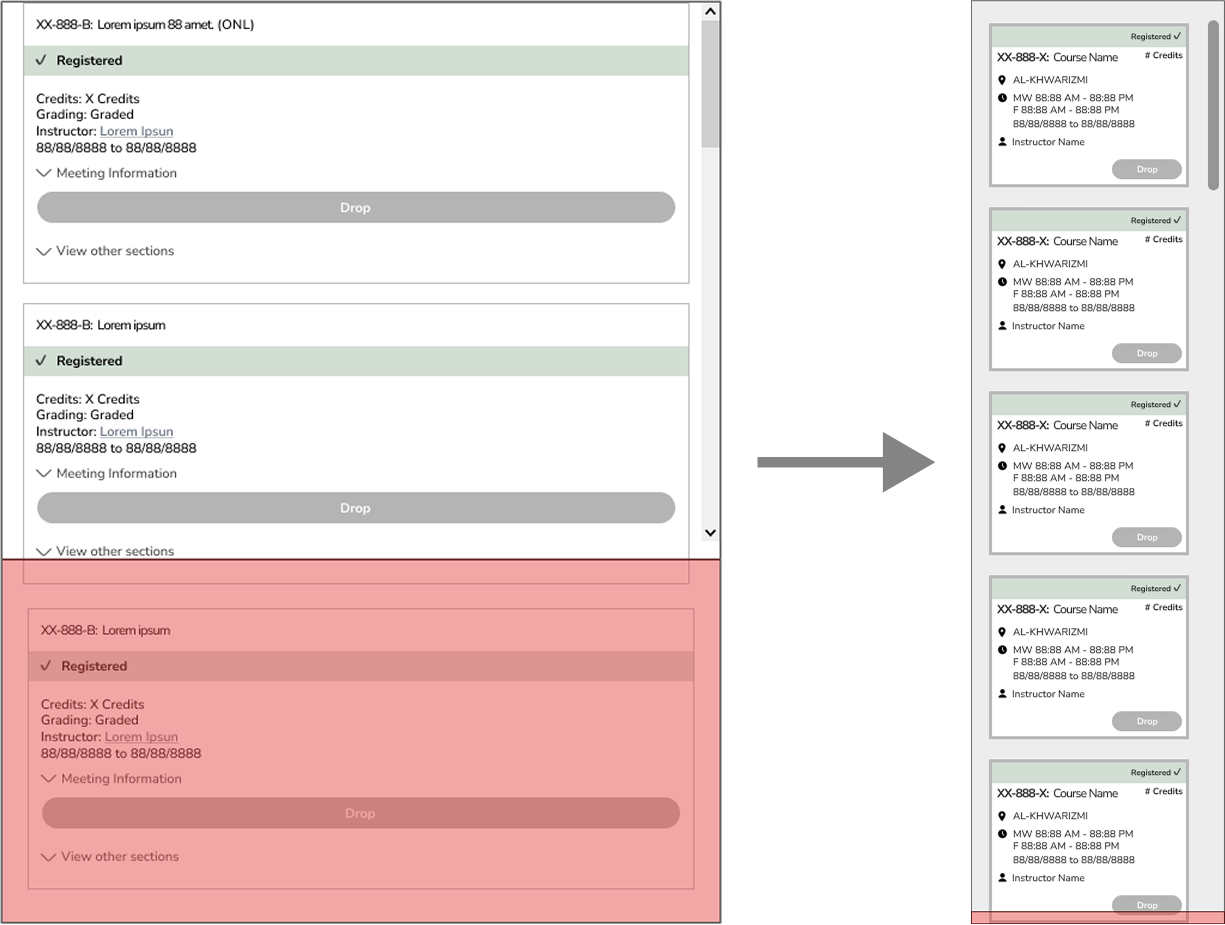 XX-888-B: Lorem ipsum 88 amet. (ONL)
Registered
Credits: X Credits
Grading: Graded
Instructor: Lorem Ipsun
88/88/8888 to 88/88/8888
Meeting Information
Drop
View other sections
XX-888-B: Lorem ipsum
Registered
Credits: X Credits
Grading: Graded
Instructor: Lorem Ipsun
88/88/8888 to 88/88/8888
Meeting Information
Drop
View other sections
XX-888-B: Lorem ipsum
Registered
Credits: X Credits
Grading: Graded
Instructor: Lorem Ipsun
88/88/8888 to 88/88/8888
Meeting Information
Drop
View other sections
Registered
XX-888-X: Course Name # Credits
AL-KHWARIZMI
MW 88:88 AM - 88:88 PM
F 88:88 AM - 88:88 PM
88/88/8888 to 88/88/8888
Instructor Name
Drop
Registered
XX-888-X: Course Name # Credits
AL-KHWARIZMI
MW 88:88 AM - 88:88 PM
F 88:88 AM - 88:88 PM
88/88/8888 to 88/88/8888
Instructor Name
Drop
Registered
XX-888-X: Course Name # Credits
AL-KHWARIZMI
MW 88:88 AM - 88:88 PM
F 88:88 AM - 88:88 PM
88/88/8888 to 88/88/8888
Instructor Name
Drop
Registered
XX-888-X: Course Name # Credits
AL-KHWARIZMI
MW 88:88 AM - 88:88 PM
F 88:88 AM - 88:88 PM
88/88/8888 to 88/88/8888
Instructor Name
Drop
Registered
XX-888-X: Course Name # Credits
AL-KHWARIZMI
MW 88:88 AM - 88:88 PM
F 88:88 AM - 88:88 PM
88/88/8888 to 88/88/8888
Instructor Name
Drop